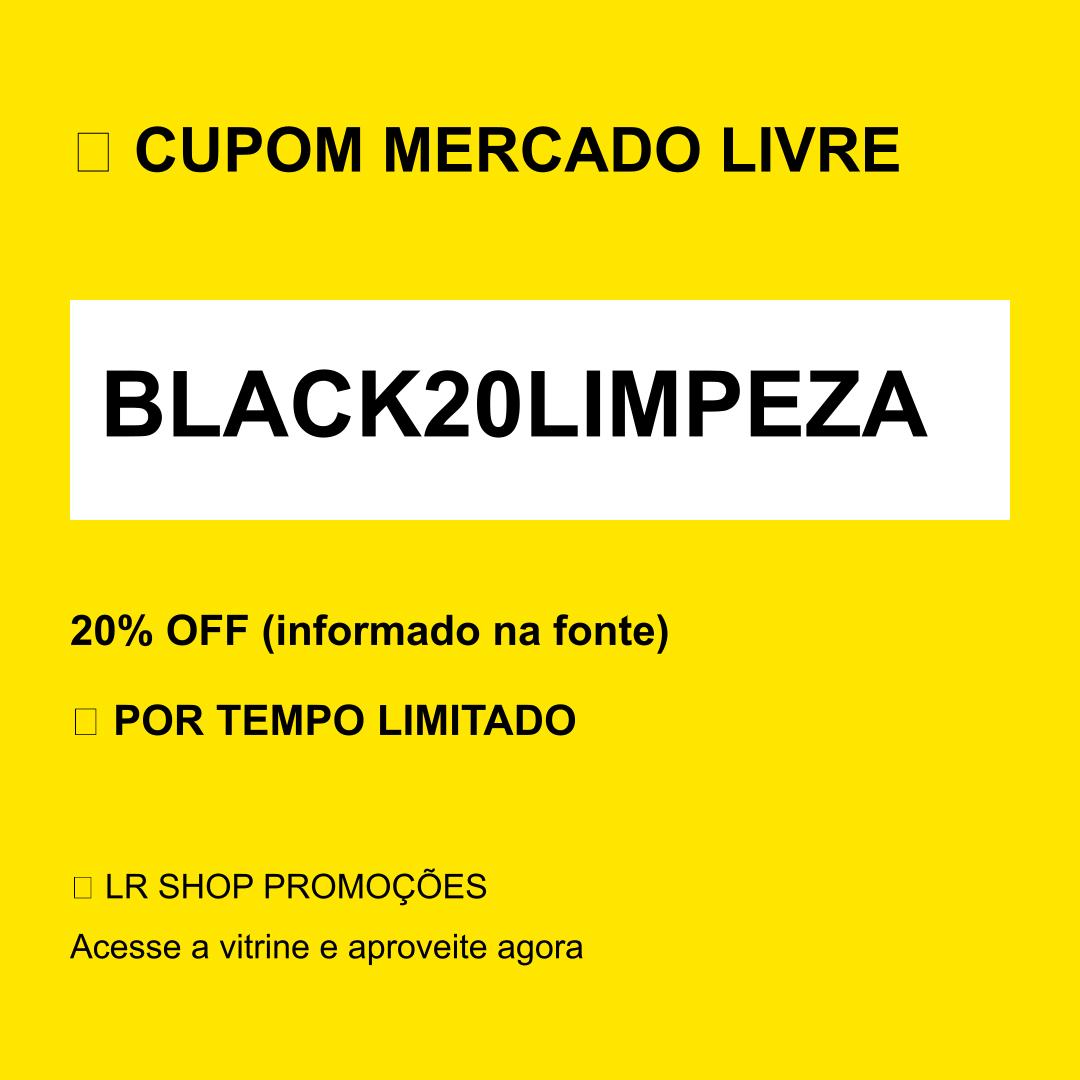 CUPOM MERCADO LIVRE
BLACK20LIMPEZA
20% OFF (informado na fonte)
POR TEMPO LIMITADO
LR SHOP PROMOÇÕES
Acesse a vitrine e aproveite agora